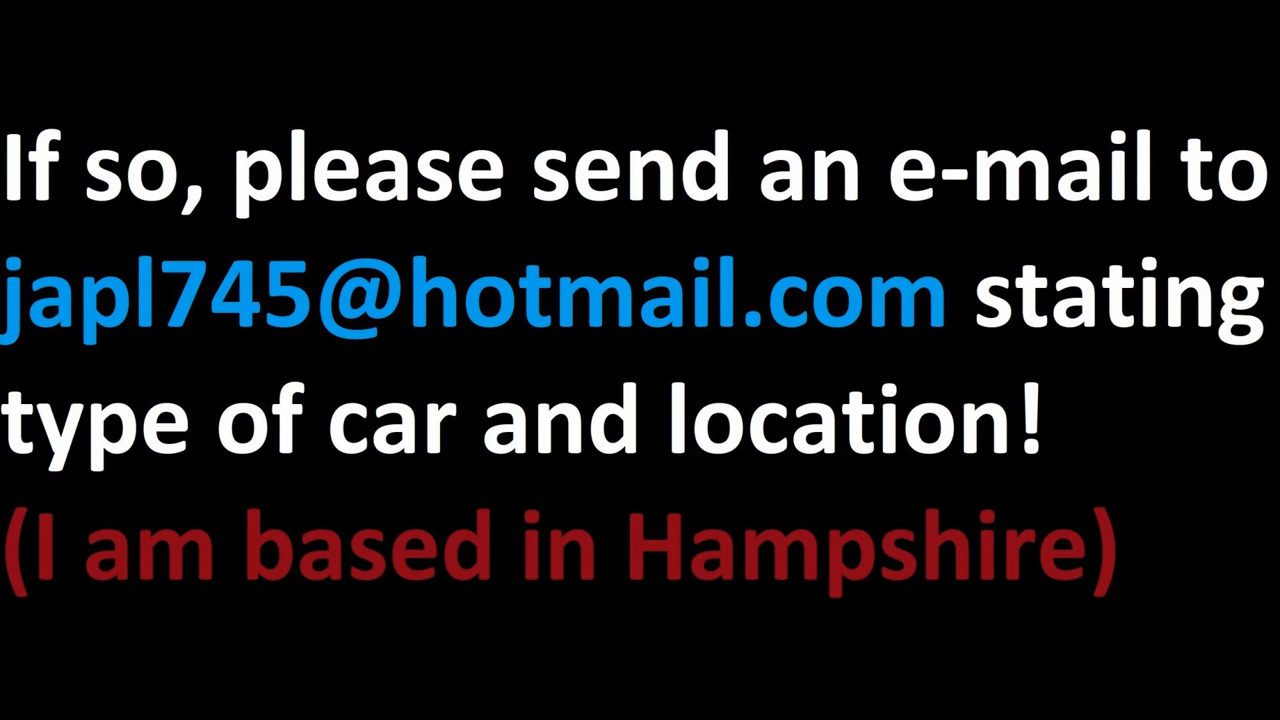 If so, please send an e-mail to
japl745@hotmail.com stating
type of car and location!
(I am based in Hampshire)